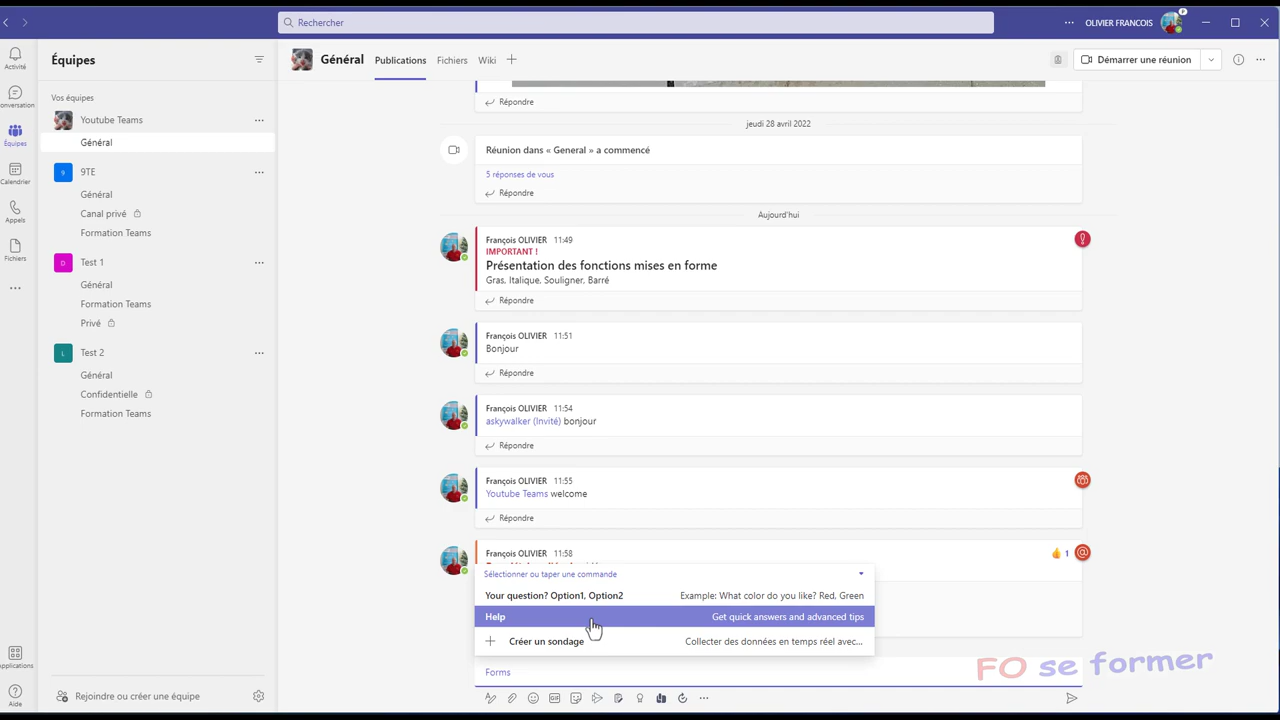 Rechercher
OLIVIER FRANCOIS
P
Activité
onversation
Équipes
Calendrier
Appels
Fichiers
pplications
Aide
Équipes
Vos équipes
Youtube Teams
Général
9 9TE
Général
Canal privé
Formation Teams
D Test 1
Général
Formation Teams
Privé
L Test 2
Général
Confidentielle
Formation Teams
Rejoindre ou créer une équipe
Général Publications Fichiers Wiki
Démarrer une réunion
Répondre
jeudi 28 avril 2022
Réunion dans « General » a commencé
5 réponses de vous
Répondre
Aujourd'hui
François OLIVIER 11:49
IMPORTANT !
Présentation des fonctions mises en forme
Gras, Italique, Souligner, Barré
Répondre
François OLIVIER 11:51
Bonjour
Répondre
François OLIVIER 11:54
askywalker (Invité) bonjour
Répondre
François OLIVIER 11:55
Youtube Teams welcome
Répondre
François OLIVIER 11:58
1
Sélectionner ou taper une commande
Your question? Option1, Option2 Example: What color do you like? Red, Green
Help Get quick answers and advanced tips
Créer un sondage Collecter des données en temps réel avec...
Forms
GIF
FO se former